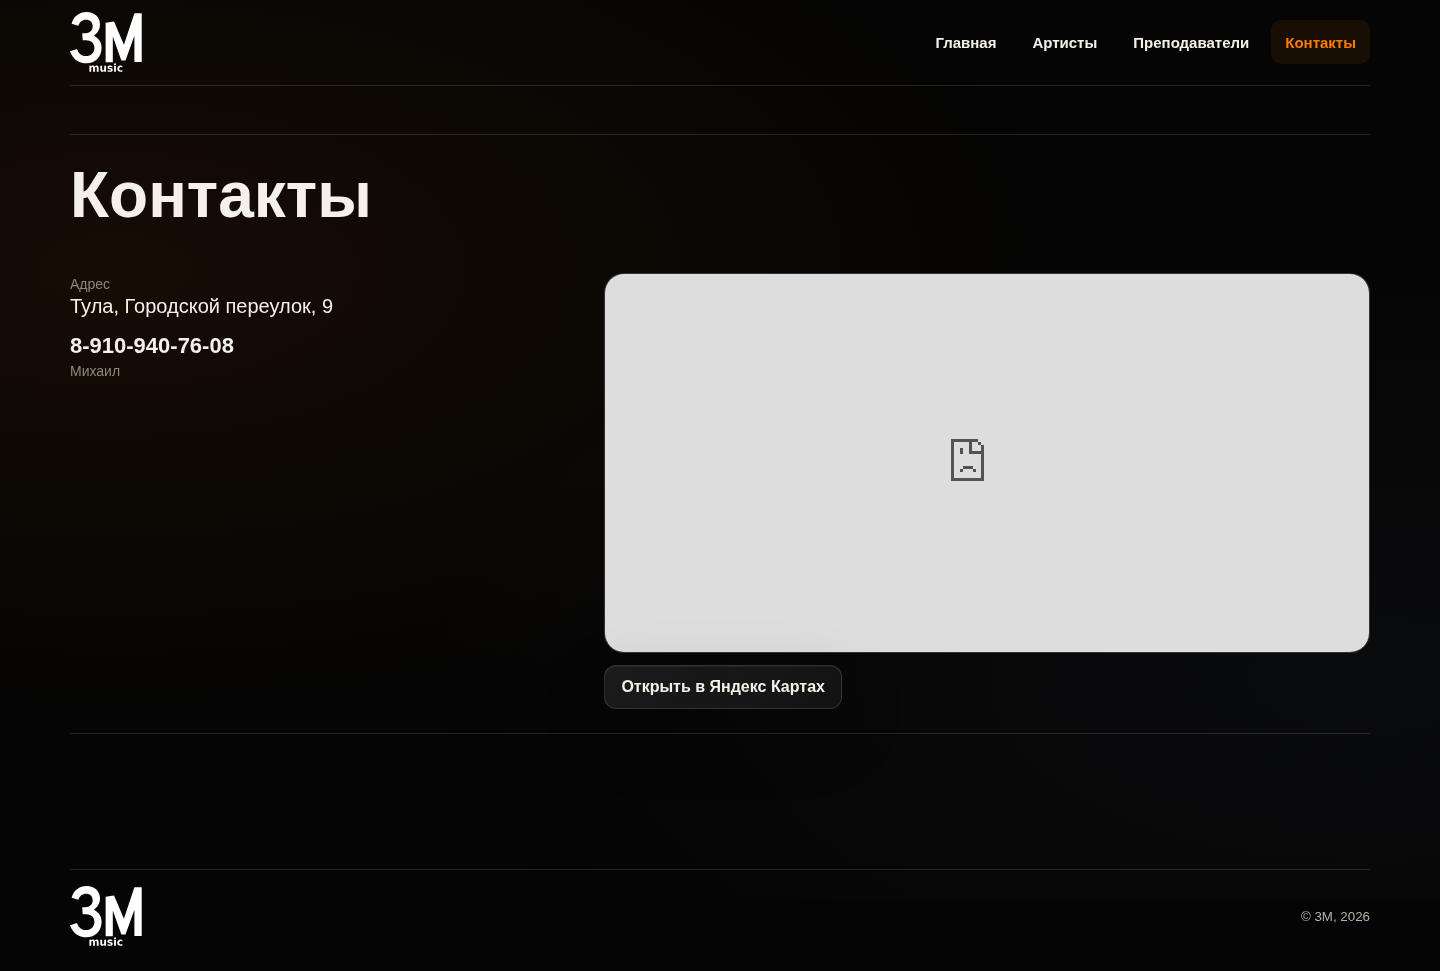 3M
music
Главная
Артисты
Преподаватели
Контакты
Контакты
Адрес
Тула, Городской переулок, 9
8-910-940-76-08
Михаил
Открыть в Яндекс Картах
3M
music
© 3M, 2026